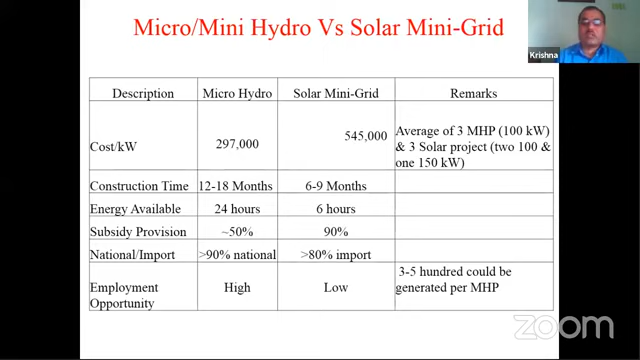 Micro/Mini Hydro Vs Solar Mini-Grid
Krishna
Description Micro Hydro Solar Mini-Grid Remarks
Cost/kW 297,000 545,000 Average of 3 MHP (100 kW)
& 3 Solar project (two 100 &
one 150 kW)
Construction Time 12-18 Months 6-9 Months
Energy Available 24 hours 6 hours
Subsidy Provision ~50% 90%
National/Import >90% national >80% import
Employment
Opportunity High Low 3-5 hundred could be
generated per MHP
zoom